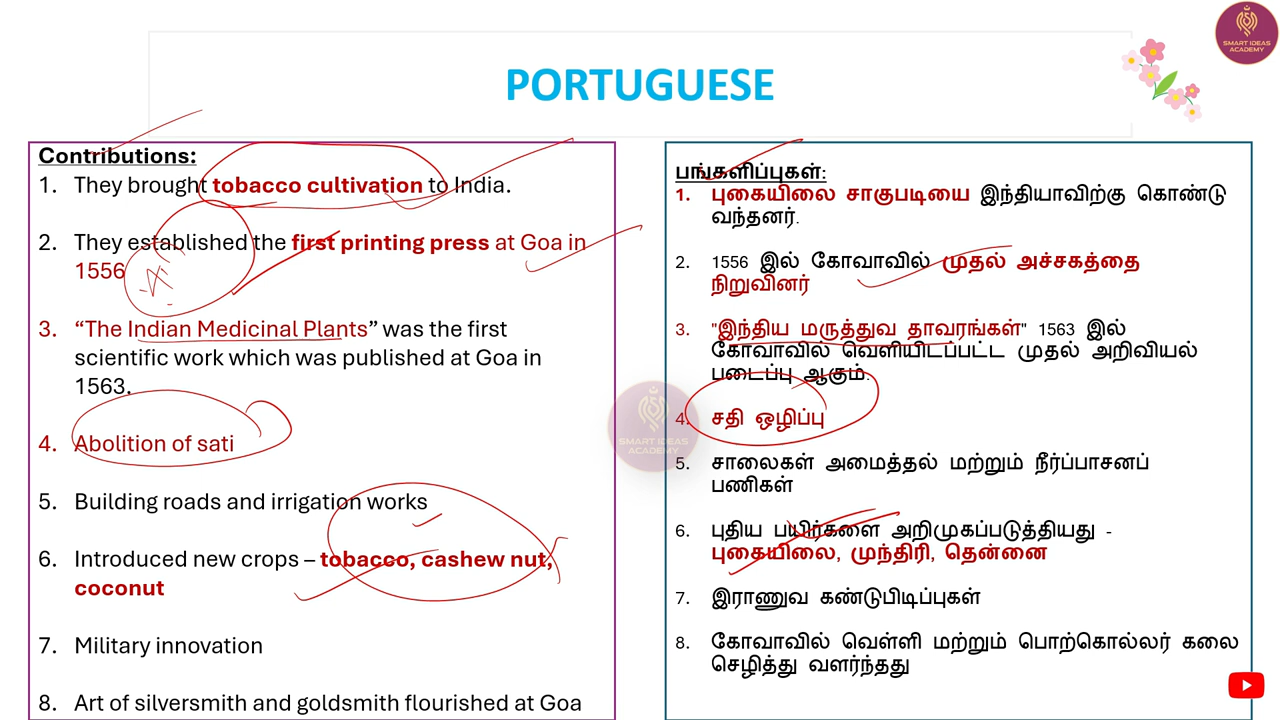 SMART IDEAS
ACADEMY
PORTUGUESE
Contributions:
1. They brought tobacco cultivation to India.
2. They established the first printing press at Goa in
1556
3. “The Indian Medicinal Plants” was the first
scientific work which was published at Goa in
1563.
4. Abolition of sati
5. Building roads and irrigation works
6. Introduced new crops – tobacco, cashew nut,
coconut
7. Military innovation
8. Art of silversmith and goldsmith flourished at Goa
பங்களிப்புகள்:
1. புகையிலை சாகுபடியை இந்தியாவிற்கு கொண்டு
வந்தனர்.
2. 1556 இல் கோவாவில் முதல் அச்சகத்தை
நிறுவினர்
3. "இந்திய மருத்துவ தாவரங்கள்" 1563 இல்
கோவாவில் வெளியிடப்பட்ட முதல் அறிவியல்
படைப்பு ஆகும்.
4. சதி ஒழிப்பு
5. சாலைகள் அமைத்தல் மற்றும் நீர்ப்பாசனப்
பணிகள்
6. புதிய பயிர்களை அறிமுகப்படுத்தியது -
புகையிலை, முந்திரி, தென்னை
7. இராணுவ கண்டுபிடிப்புகள்
8. கோவாவில் வெள்ளி மற்றும் பொற்கொல்லர் கலை
செழித்து வளர்ந்தது
SMART IDEAS
ACADEMY